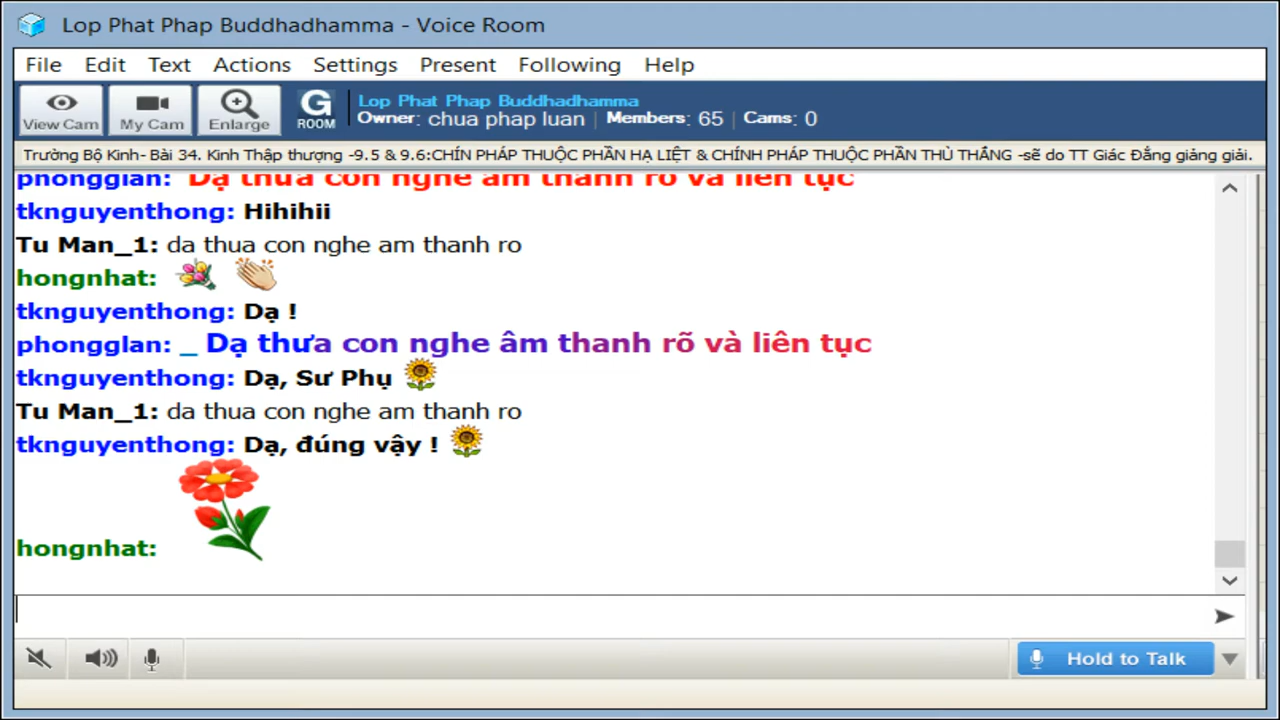 Lop Phat Phap Buddhadhamma - Voice Room
File Edit Text Actions Settings Present Following Help
View Cam My Cam Enlarge G ROOM
Lop Phat Phap Buddhadhamma
Owner: chua phap luan | Members: 65 | Cams: 0
Trường Bộ Kinh- Bài 34. Kinh Thập thượng -9.5 & 9.6:CHÍN PHÁP THUỘC PHẦN HẠ LIỆT & CHÍNH PHÁP THUỘC PHẦN THÙ THẮNG -sẽ do TT Giác Đẳng giảng giải.
phongglan: Dạ thưa con nghe âm thanh rõ và liên tục
tknguyenthong: Hihihii
Tu Man_1: da thua con nghe am thanh ro
hongnhat:
tknguyenthong: Dạ !
phongglan: _ Dạ thưa con nghe âm thanh rõ và liên tục
tknguyenthong: Dạ, Sư Phụ
Tu Man_1: da thua con nghe am thanh ro
tknguyenthong: Dạ, đúng vậy !
hongnhat:
Hold to Talk